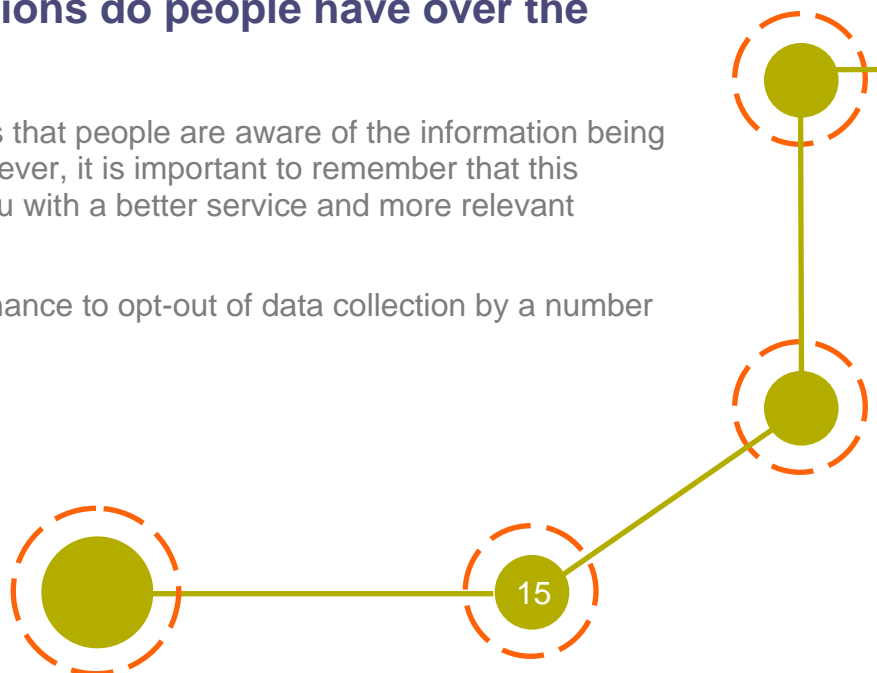 ions do people have over the
s that people are aware of the information being
ever, it is important to remember that this
u with a better service and more relevant
nance to opt-out of data collection by a number
15